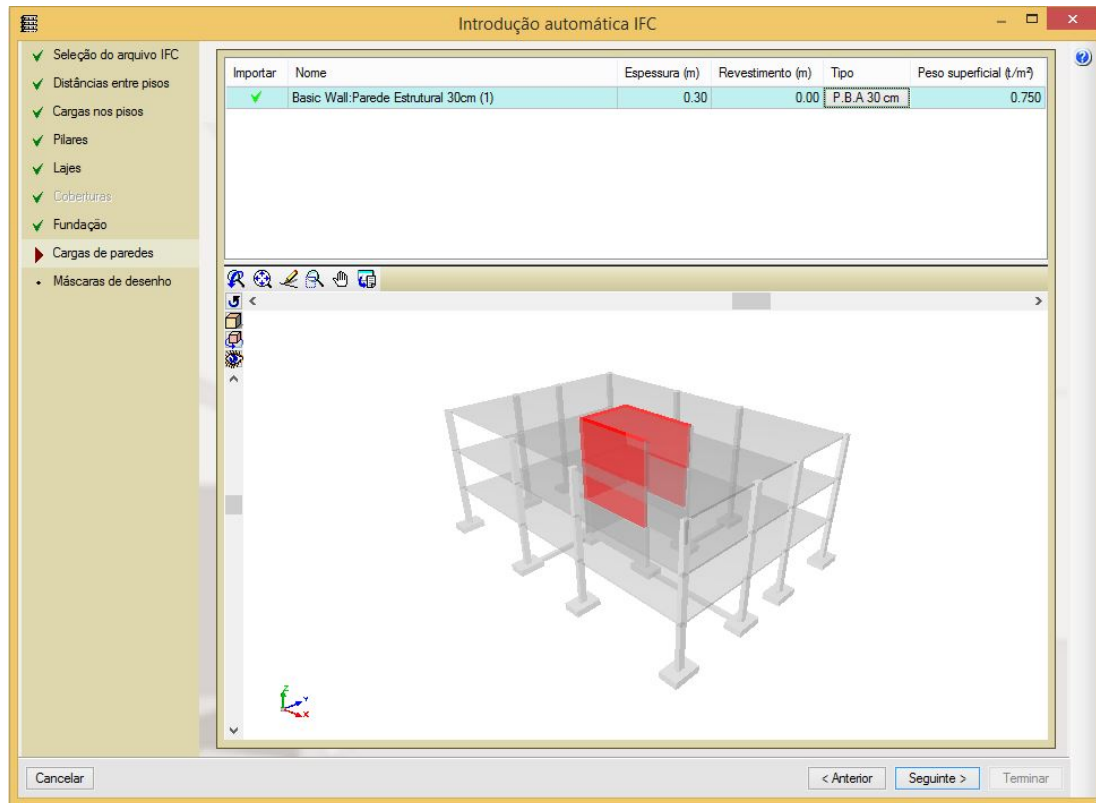 Introdução automática IFC
Seleção do arquivo IFC
Distâncias entre pisos
Cargas nos pisos
Pilares
Lajes
Coberturas
Fundação
Cargas de paredes
Máscaras de desenho
Importar Nome Espessura (m) Revestimento (m) Tipo Peso superficial (t/m²)
Basic Wall:Parede Estrutural 30cm (1) 0.30 0.00 P.B.A 30 cm 0.750
z
Y
X
Cancelar < Anterior Seguinte > Terminar